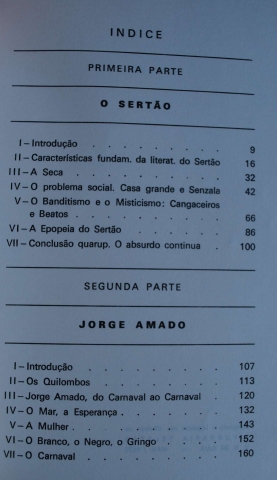 INDICE
PRIMEIRA PARTE
O SERTÃO
I – Introdução . . . . . . . . . 9
II – Características fundam. da literat. do Sertão 16
III – A Seca . . . . . . . . . . 32
IV – O problema social. Casa grande e Senzala 42
V – O Banditismo e o Misticismo: Cangaceiros
e Beatos . . . . . . . . . . 66
VI – A Epopeia do Sertão . . . . . . 86
VII – Conclusão quarup. O absurdo continua . 100
SEGUNDA PARTE
JORGE AMADO
I – Introdução . . . . . . . . . 107
II – Os Quilombos . . . . . . . . 113
III – Jorge Amado, do Carnaval ao Carnaval . 120
IV – O Mar, a Esperança . . . . . . . 132
V – A Mulher . . . . . . . . . 143
VI – O Branco, o Negro, o Gringo . . . . 152
VII – O Carnaval . . . . . . . . . 160